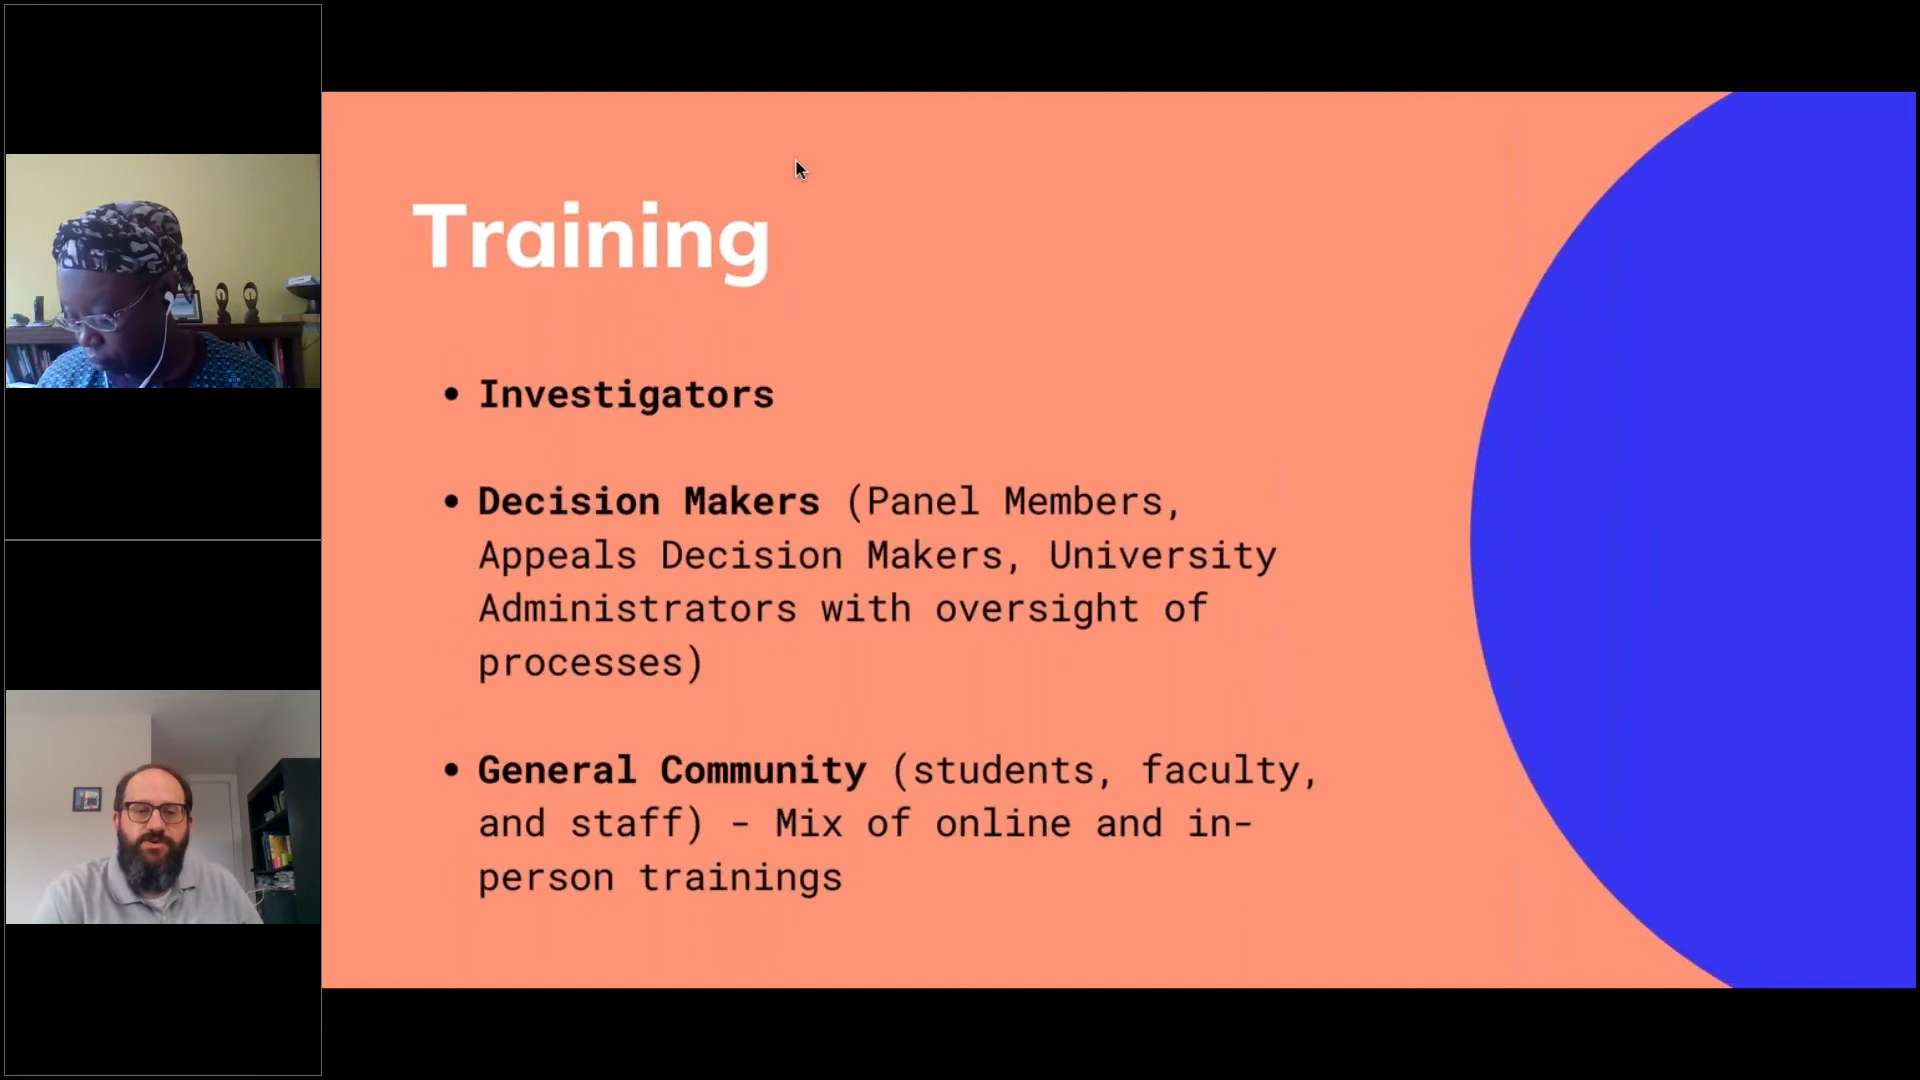 Training
• Investigators
• Decision Makers (Panel Members,
Appeals Decision Makers, University
Administrators with oversight of
processes)
• General Community (students, faculty,
and staff) - Mix of online and in-
person trainings